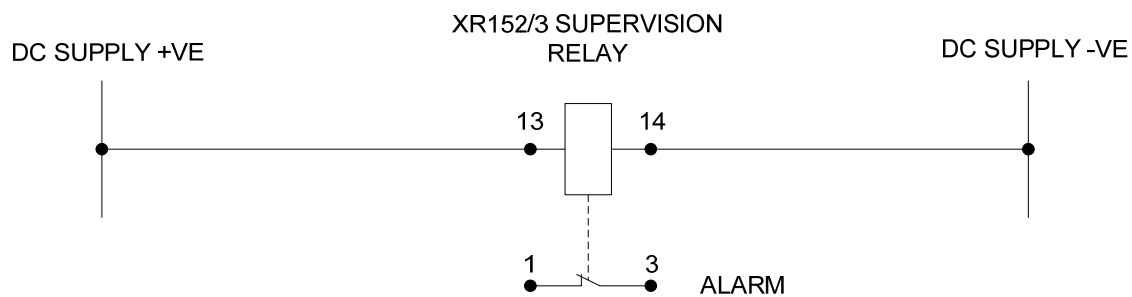 XR152/3 SUPERVISION
RELAY
DC SUPPLY +VE
DC SUPPLY -VE
13
14
1
3
ALARM